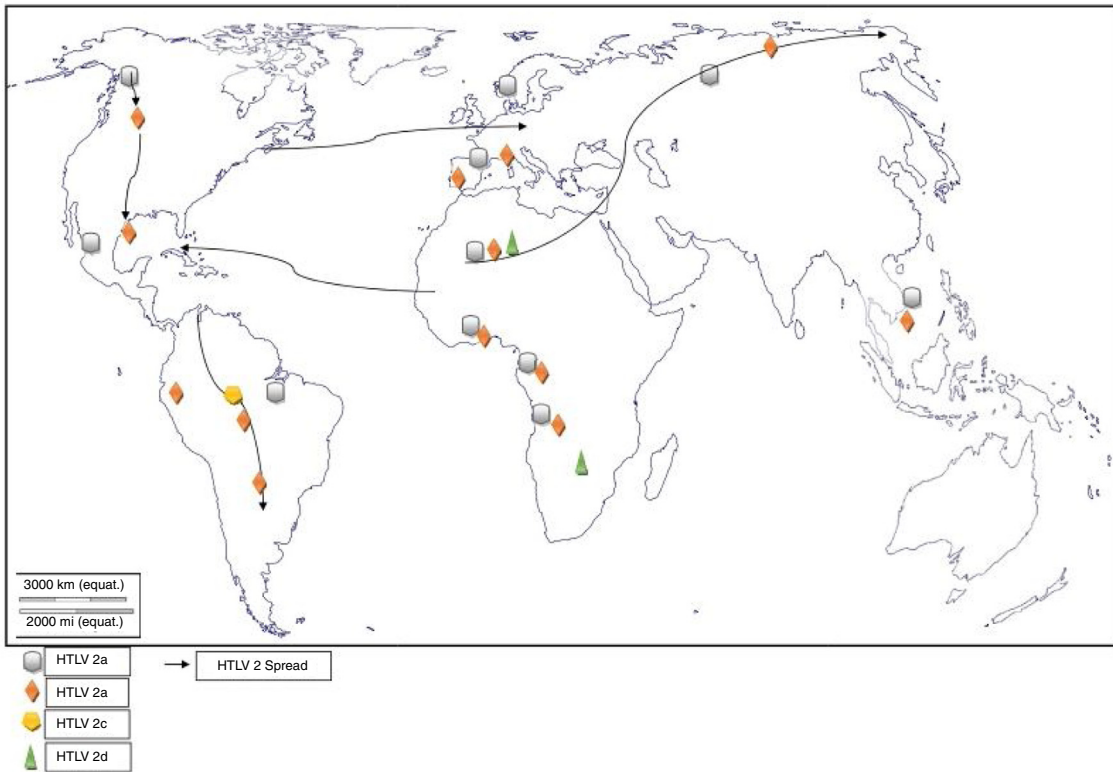 3000 km (equat.)
2000 mi (equat.)
HTLV 2a
HTLV 2 Spread
HTLV 2a
HTLV 2c
HTLV 2d